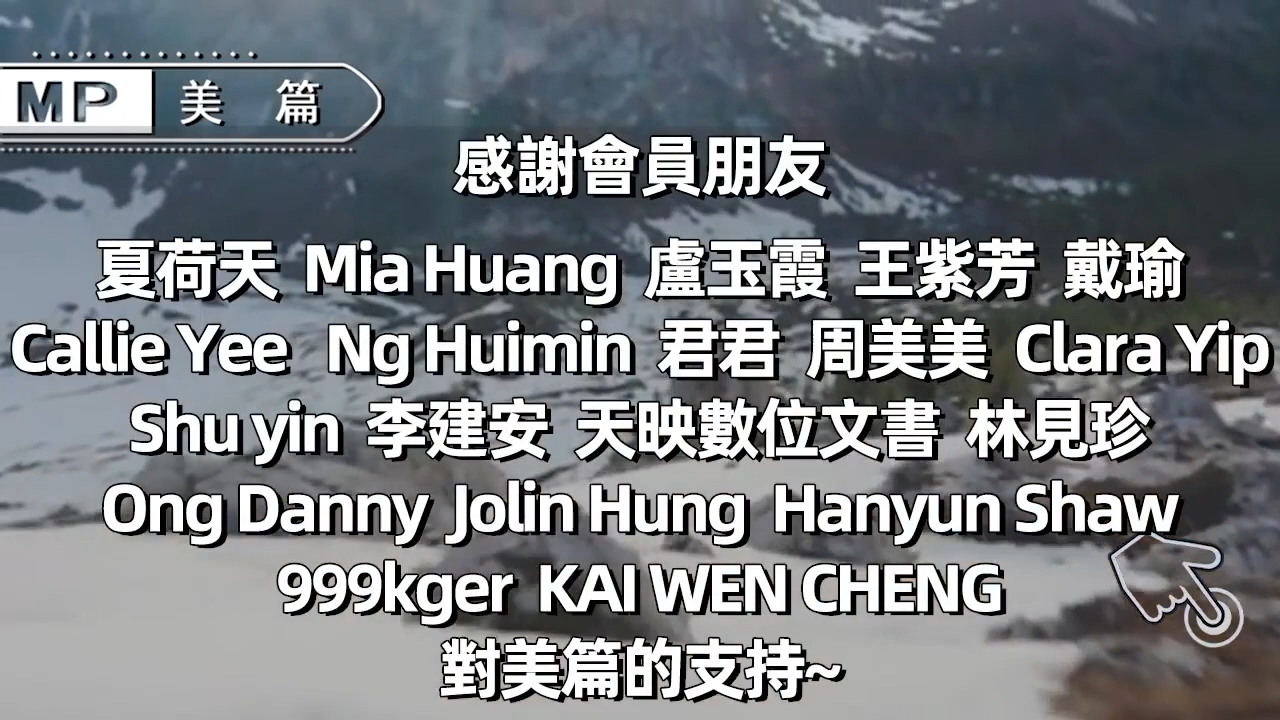 MP 美篇
感謝會員朋友
夏荷天 Mia Huang 盧玉霞 王紫芳 戴瑜
Callie Yee Ng Huimin 君君 周美美 Clara Yip
Shu yin 李建安 天映數位文書 林見珍
Ong Danny Jolin Hung Hanyun Shaw
999kger KAI WEN CHENG
對美篇的支持~